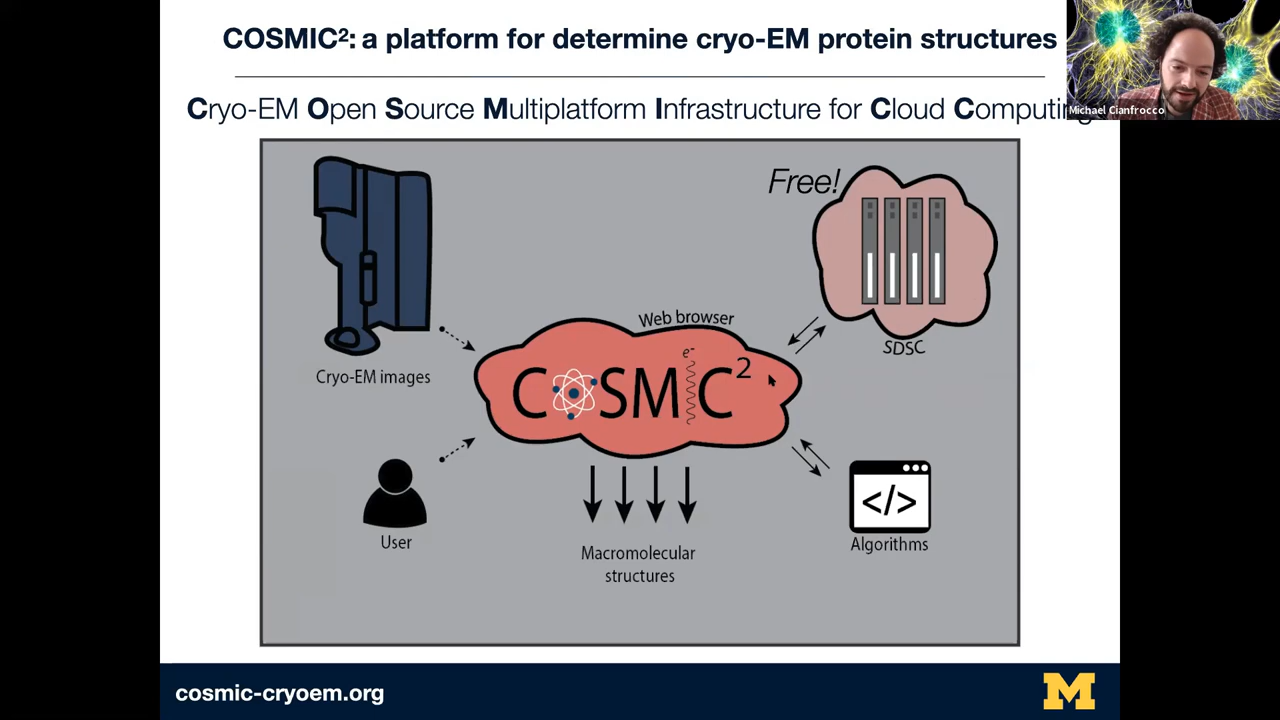 COSMIC²: a platform for determine cryo-EM protein structures
Cryo-EM Open Source Multiplatform Infrastructure for Cloud Computing
Michael Cianfrocco
Free!
Web browser
SDSC
e-
COSMIC²
Cryo-EM images
User
Macromolecular
structures
</>
Algorithms
cosmic-cryoem.org
M